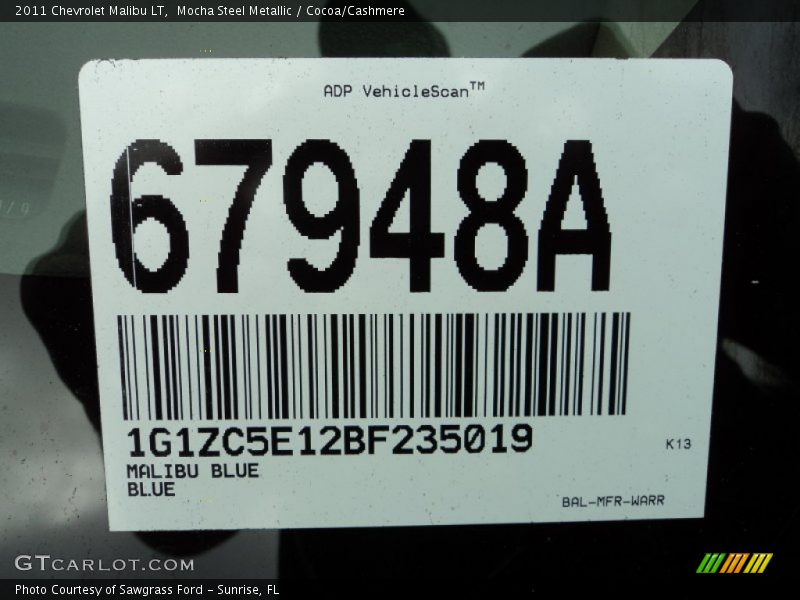 2011 Chevrolet Malibu LT,  Mocha Steel Metallic / Cocoa/Cashmere
ADP VehicleScan™
67948A
1G1ZC5E12BF235019
K13
MALIBU BLUE
BLUE
BAL-MFR-WARR
GTCARLOT.COM
Photo Courtesy of Sawgrass Ford - Sunrise, FL